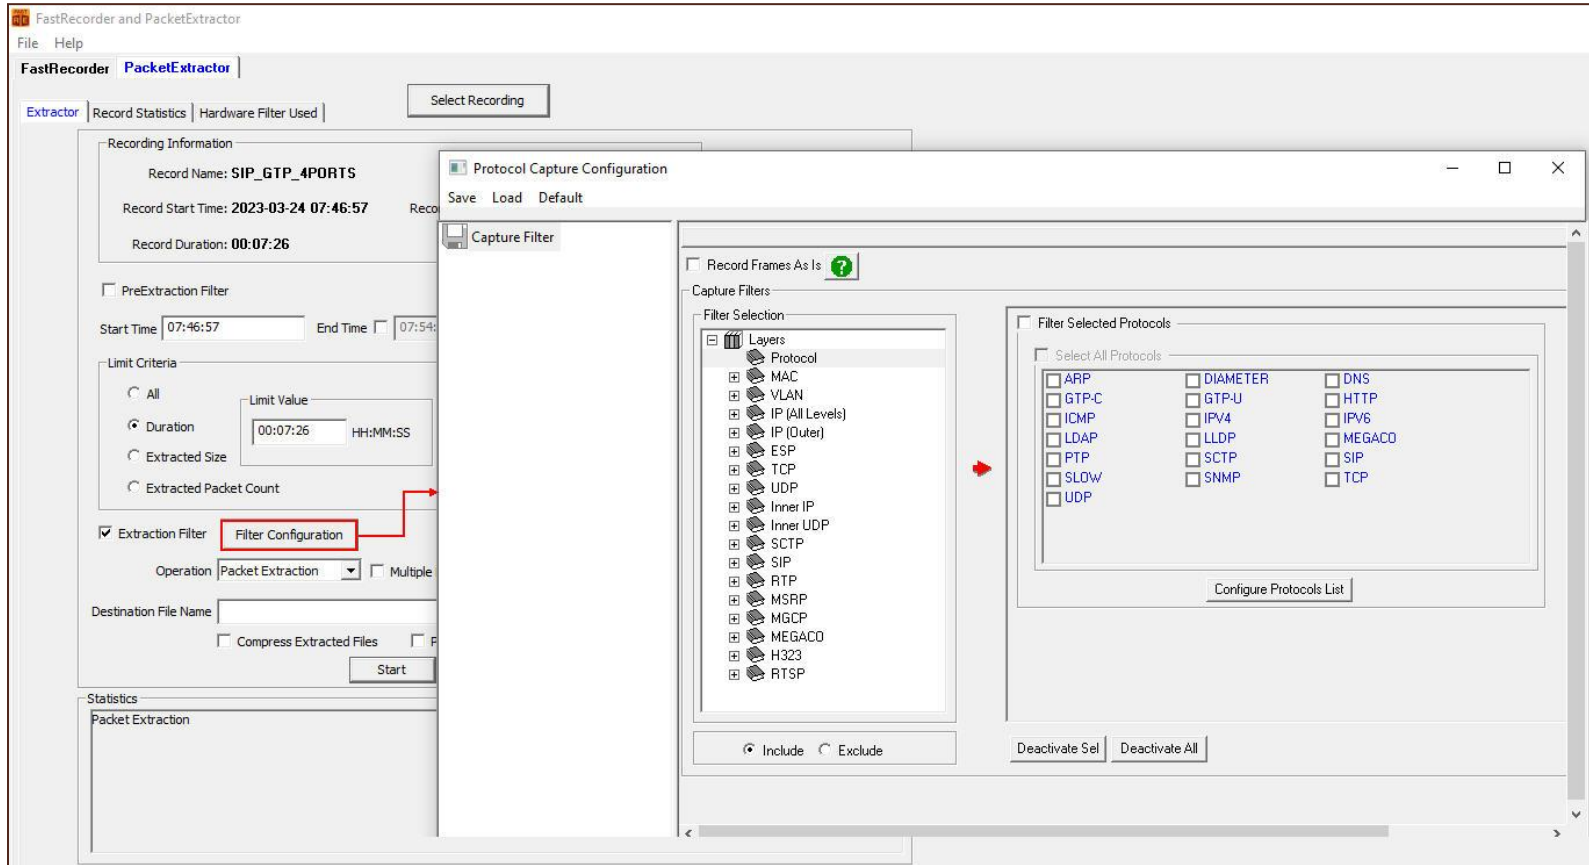 FastRecorder and PacketExtractor
File Help
FastRecorder PacketExtractor
Select Recording
Extractor Record Statistics Hardware Filter Used
Recording Information
Record Name: SIP_GTP_4PORTS
Record Start Time: 2023-03-24 07:46:57 Reco
Record Duration: 00:07:26
PreExtraction Filter
Start Time 07:46:57 End Time 07:54:
Limit Criteria
All
Limit Value
Duration 00:07:26 HH:MM:SS
Extracted Size
Extracted Packet Count
Extraction Filter Filter Configuration
Operation Packet Extraction Multiple
Destination File Name
Compress Extracted Files
Start
Statistics
Packet Extraction
Protocol Capture Configuration
Save Load Default
Capture Filter
Record Frames As Is ?
Capture Filters
Filter Selection
Layers
Protocol
MAC
VLAN
IP (All Levels)
IP (Outer)
ESP
TCP
UDP
Inner IP
Inner UDP
SCTP
SIP
RTP
MSRP
MGCP
MEGACO
H323
RTSP
Include Exclude
Filter Selected Protocols
Select All Protocols
ARP DIAMETER DNS
GTP-C GTP-U HTTP
ICMP IPV4 IPV6
LDAP LLDP MEGACO
PTP SCTP SIP
SLOW SNMP TCP
UDP
Configure Protocols List
Deactivate Sel Deactivate All